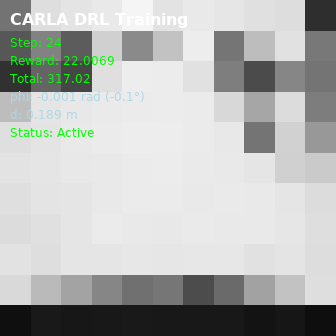 CARLA DRL Training
Step: 24
Reward: 22.0069
Total: 317.02
phi: -0.001 rad (-0.1°)
d: 0.189 m
Status: Active